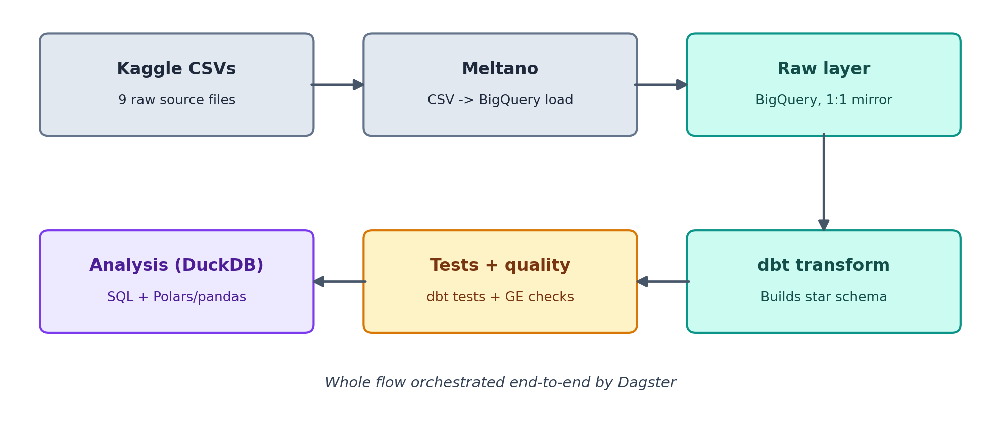 Kaggle CSVs
9 raw source files
Meltano
CSV -> BigQuery load
Raw layer
BigQuery, 1:1 mirror
Analysis (DuckDB)
SQL + Polars/pandas
Tests + quality
dbt tests + GE checks
dbt transform
Builds star schema
Whole flow orchestrated end-to-end by Dagster